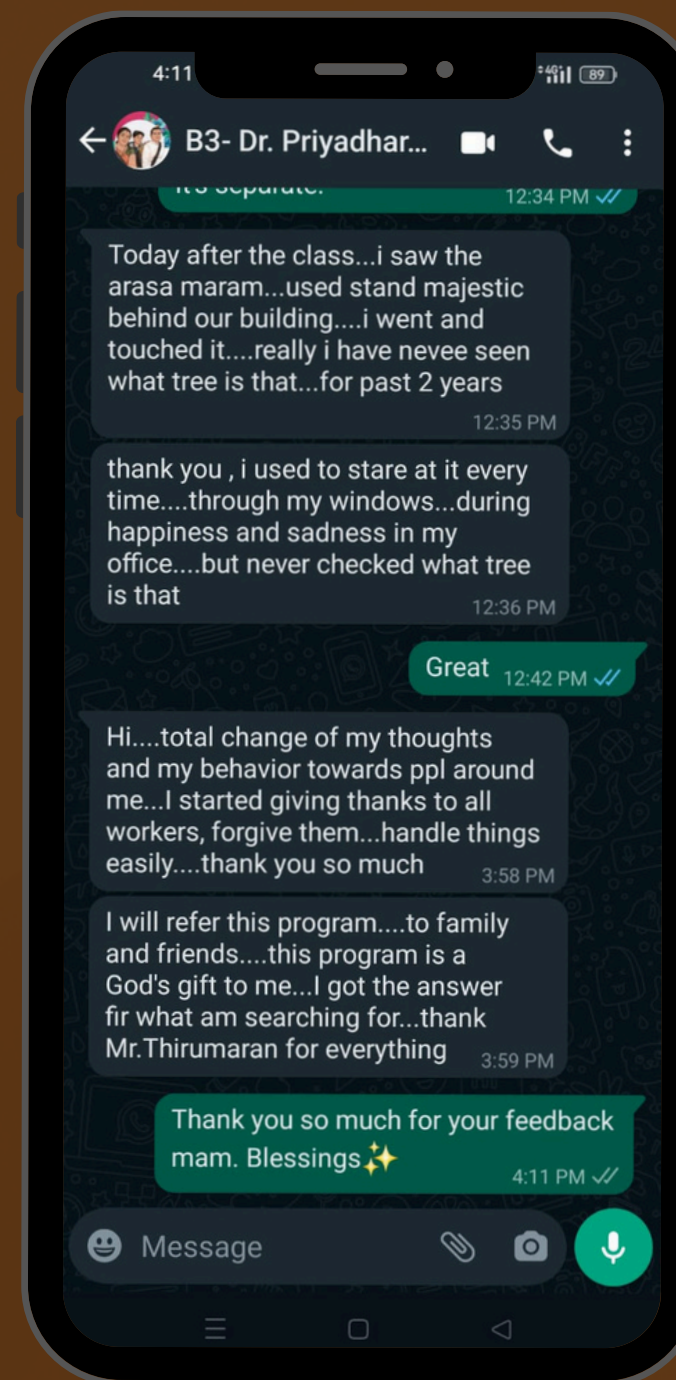 4:11
4G
89
B3- Dr. Priyadhar...
It's separate.
12:34 PM
Today after the class...i saw the
arasa maram...used stand majestic
behind our building....i went and
touched it....really i have nevee seen
what tree is that...for past 2 years
12:35 PM
thank you , i used to stare at it every
time....through my windows...during
happiness and sadness in my
office....but never checked what tree
is that
12:36 PM
Great 12:42 PM
Hi....total change of my thoughts
and my behavior towards ppl around
me...I started giving thanks to all
workers, forgive them...handle things
easily....thank you so much
3:58 PM
I will refer this program....to family
and friends....this program is a
God's gift to me...I got the answer
fir what am searching for...thank
Mr.Thirumaran for everything
3:59 PM
Thank you so much for your feedback
mam. Blessings✨
4:11 PM
Message